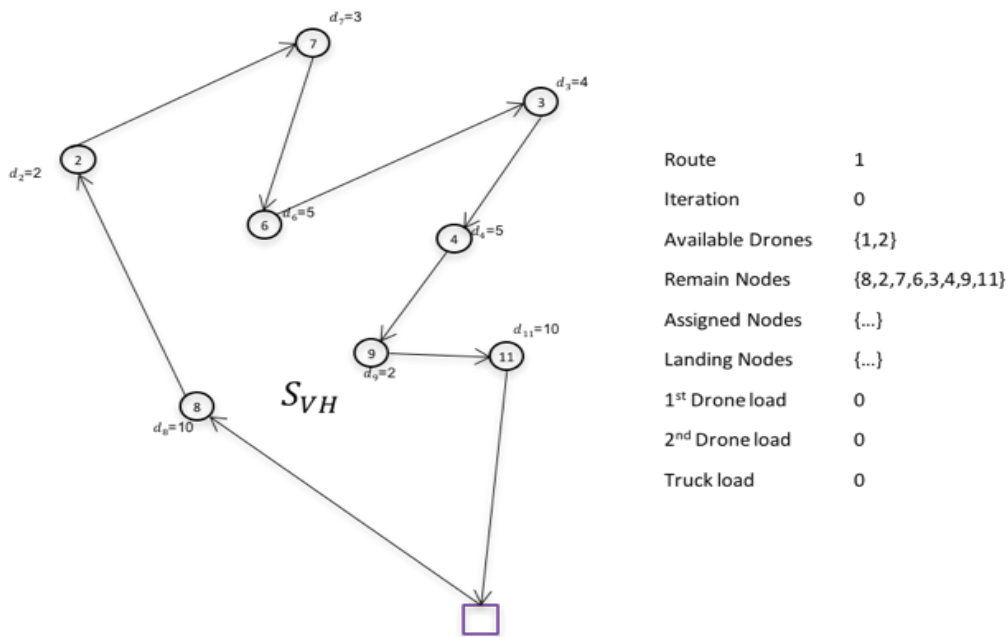 d₇=3
7
d₃=4
3
2
d₂=2
6
d₆=5
4
d₄=5
d₁₁=10
9
11
d₉=2
8
d₈=10
S_VH
Route 1
Iteration 0
Available Drones {1,2}
Remain Nodes {8,2,7,6,3,4,9,11}
Assigned Nodes {...}
Landing Nodes {...}
1st Drone load 0
2nd Drone load 0
Truck load 0